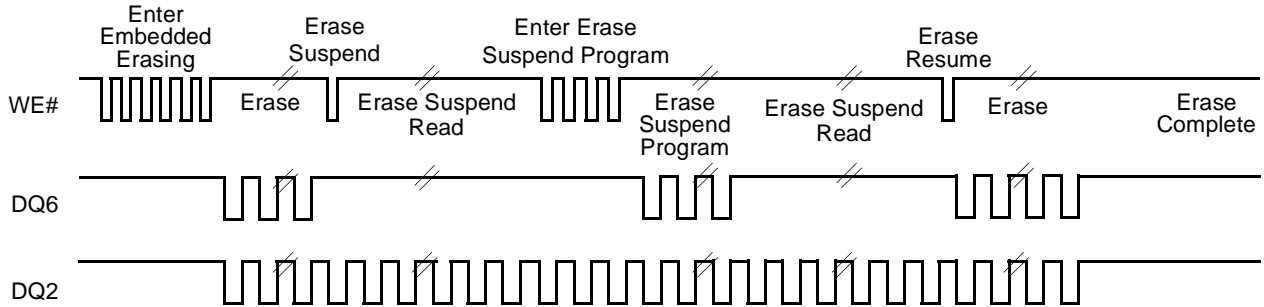 Enter
Embedded
Erasing
Erase
Suspend
Enter Erase
Suspend Program
Erase
Resume
WE#
Erase
Erase Suspend
Read
Erase
Suspend
Program
Erase Suspend
Read
Erase
Erase
Complete
DQ6
DQ2